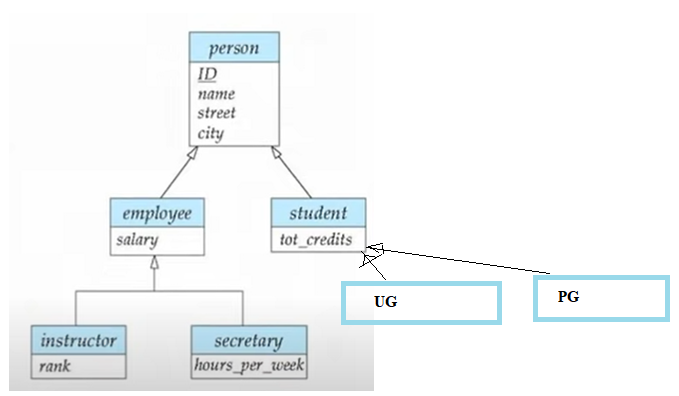 person
ID
name
street
city
employee
salary
student
tot_credits
UG
PG
instructor
rank
secretary
hours_per_week